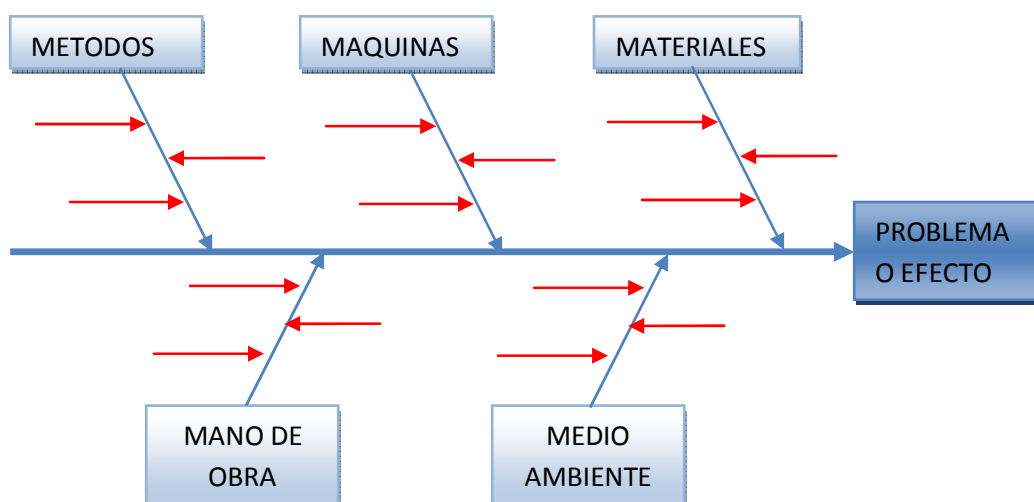 METODOS
MAQUINAS
MATERIALES
PROBLEMA
O EFECTO
MANO DE
OBRA
MEDIO
AMBIENTE